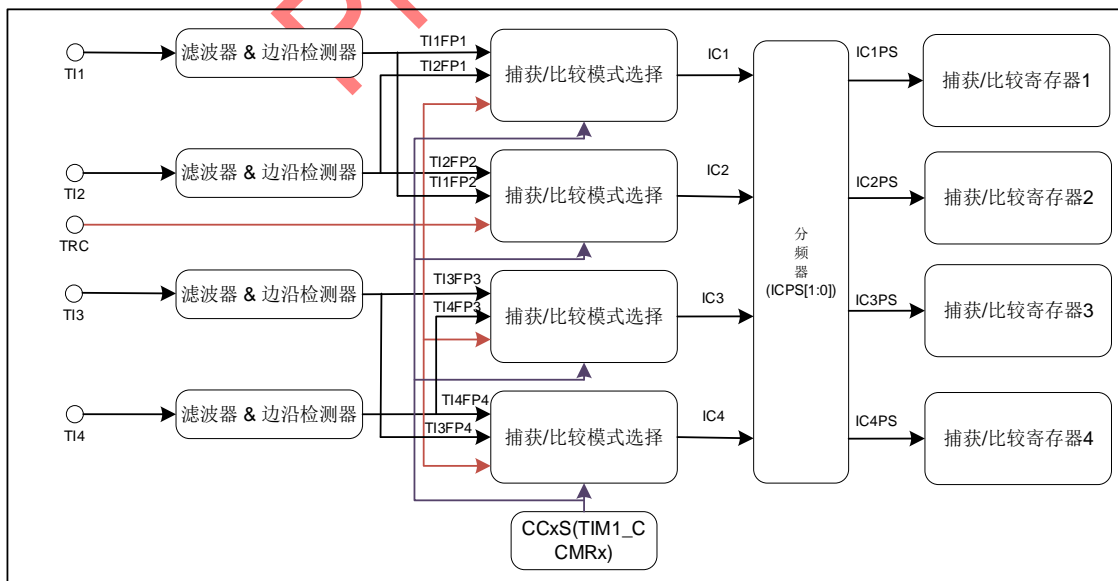 TI1
滤波器 & 边沿检测器
TI1FP1
TI2FP1
捕获/比较模式选择
IC1
IC1PS
捕获/比较寄存器1
TI2
滤波器 & 边沿检测器
TI2FP2
TI1FP2
捕获/比较模式选择
IC2
IC2PS
捕获/比较寄存器2
TRC
分
频
器
(ICPS[1:0])
TI3
滤波器 & 边沿检测器
TI3FP3
TI4FP3
捕获/比较模式选择
IC3
IC3PS
捕获/比较寄存器3
TI4
滤波器 & 边沿检测器
TI4FP4
TI3FP4
捕获/比较模式选择
IC4
IC4PS
捕获/比较寄存器4
CCxS(TIM1_C
CMRx)